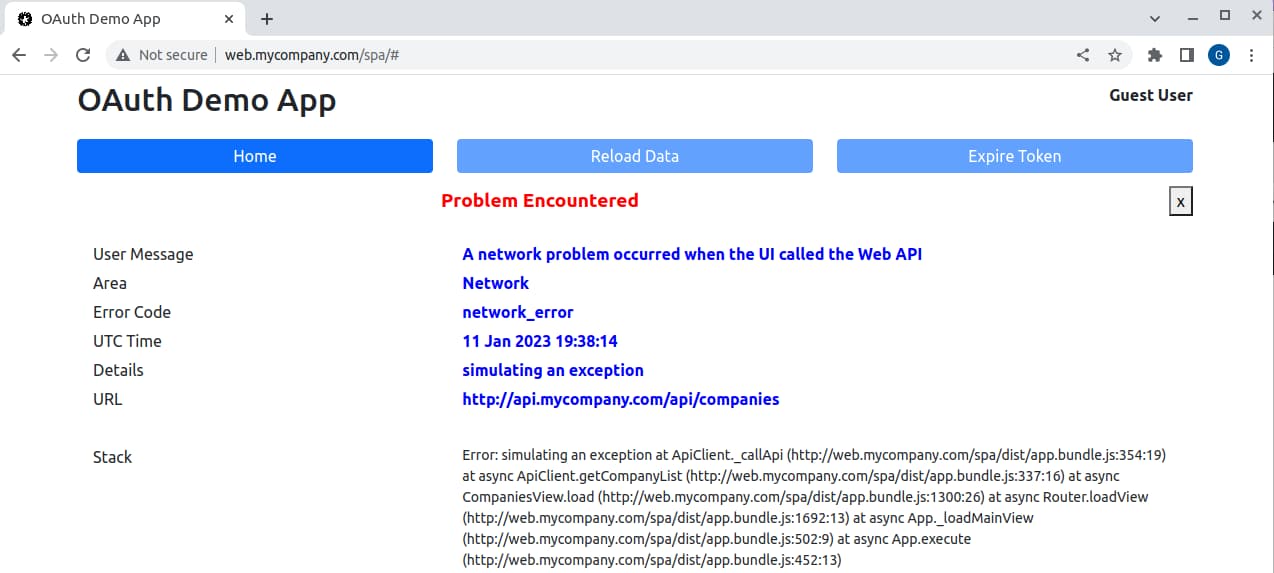 OAuth Demo App
Not secure
web.mycompany.com/spa/#
G
OAuth Demo App
Guest User
Home
Reload Data
Expire Token
Problem Encountered
x
User Message
A network problem occurred when the UI called the Web API
Area
Network
Error Code
network_error
UTC Time
11 Jan 2023 19:38:14
Details
simulating an exception
URL
http://api.mycompany.com/api/companies
Stack
Error: simulating an exception at ApiClient._callApi (http://web.mycompany.com/spa/dist/app.bundle.js:354:19)
at async ApiClient.getCompanyList (http://web.mycompany.com/spa/dist/app.bundle.js:337:16) at async
CompaniesView.load (http://web.mycompany.com/spa/dist/app.bundle.js:1300:26) at async Router.loadView
(http://web.mycompany.com/spa/dist/app.bundle.js:1692:13) at async App._loadMainView
(http://web.mycompany.com/spa/dist/app.bundle.js:502:9) at async App.execute
(http://web.mycompany.com/spa/dist/app.bundle.js:452:13)